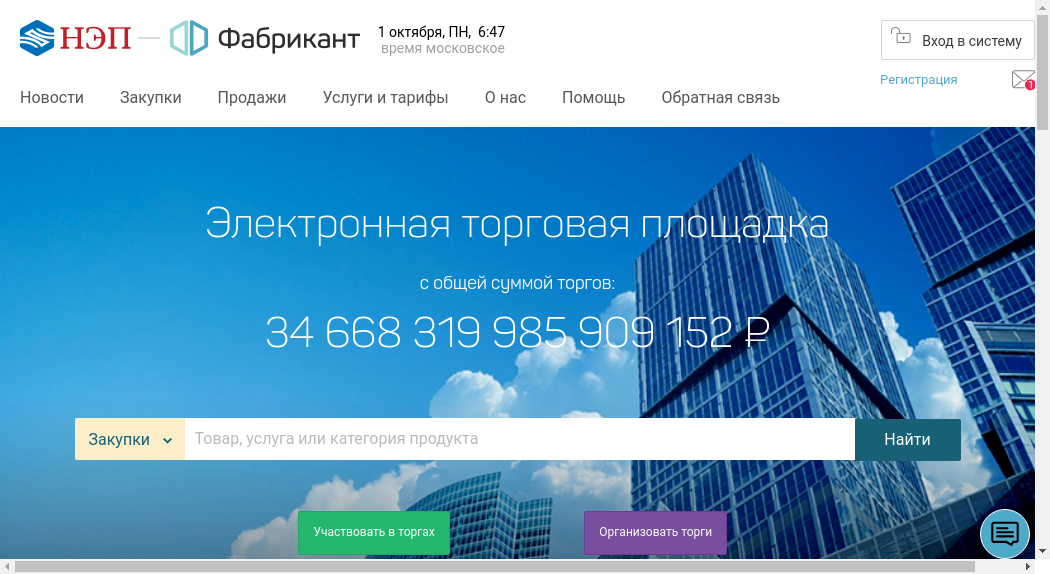 НЭП — Фабрикант
1 октября, ПН, 6:47
время московское
Вход в систему
Регистрация
1
Новости Закупки Продажи Услуги и тарифы О нас Помощь Обратная связь
Электронная торговая площадка
с общей суммой торгов:
34 668 319 985 909 152 ₽
Закупки Товар, услуга или категория продукта Найти
Участвовать в торгах Организовать торги